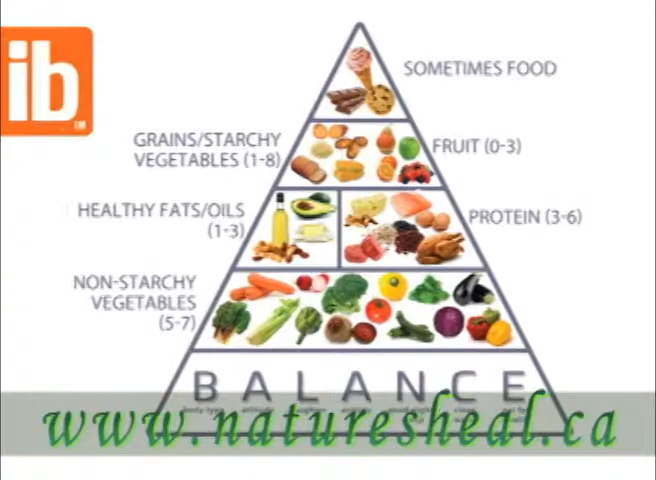 ib
TM
SOMETIMES FOOD
GRAINS/STARCHY
VEGETABLES (1-8)
FRUIT (0-3)
HEALTHY FATS/OILS
(1-3)
PROTEIN (3-6)
NON-STARCHY
VEGETABLES
(5-7)
BALANCE
www.naturesheal.ca